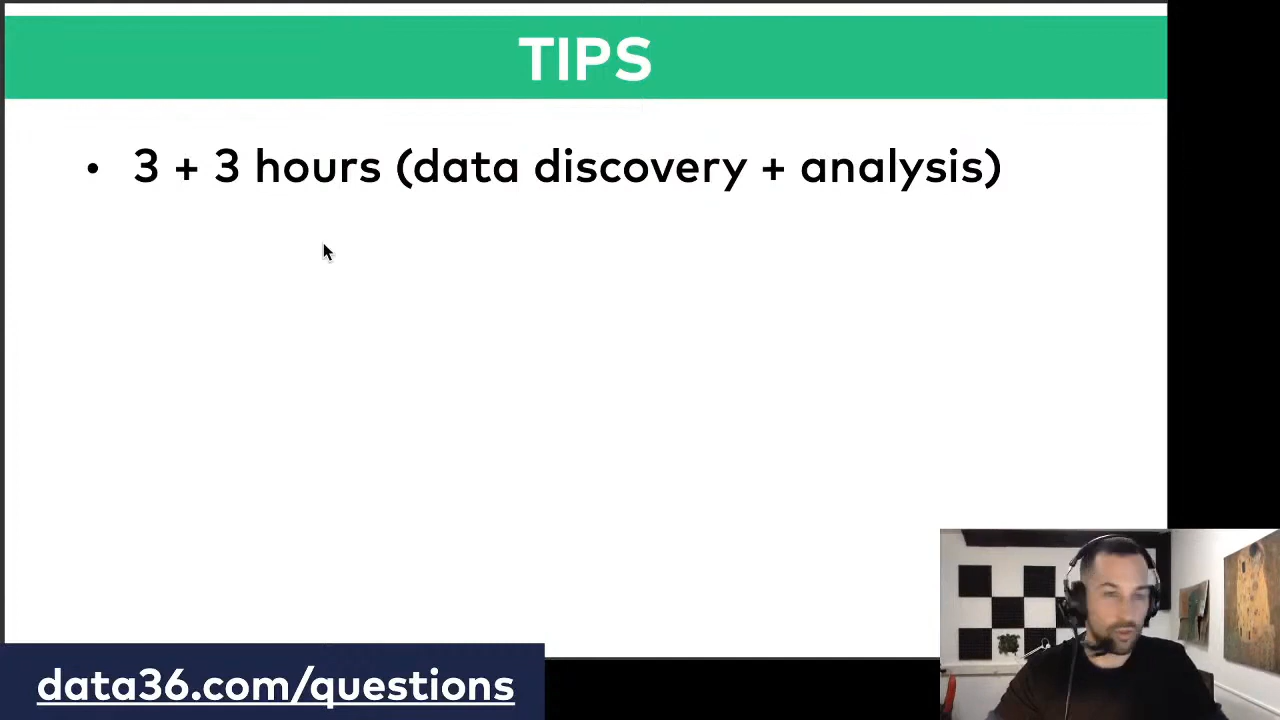 TIPS
• 3 + 3 hours (data discovery + analysis)
data36.com/questions